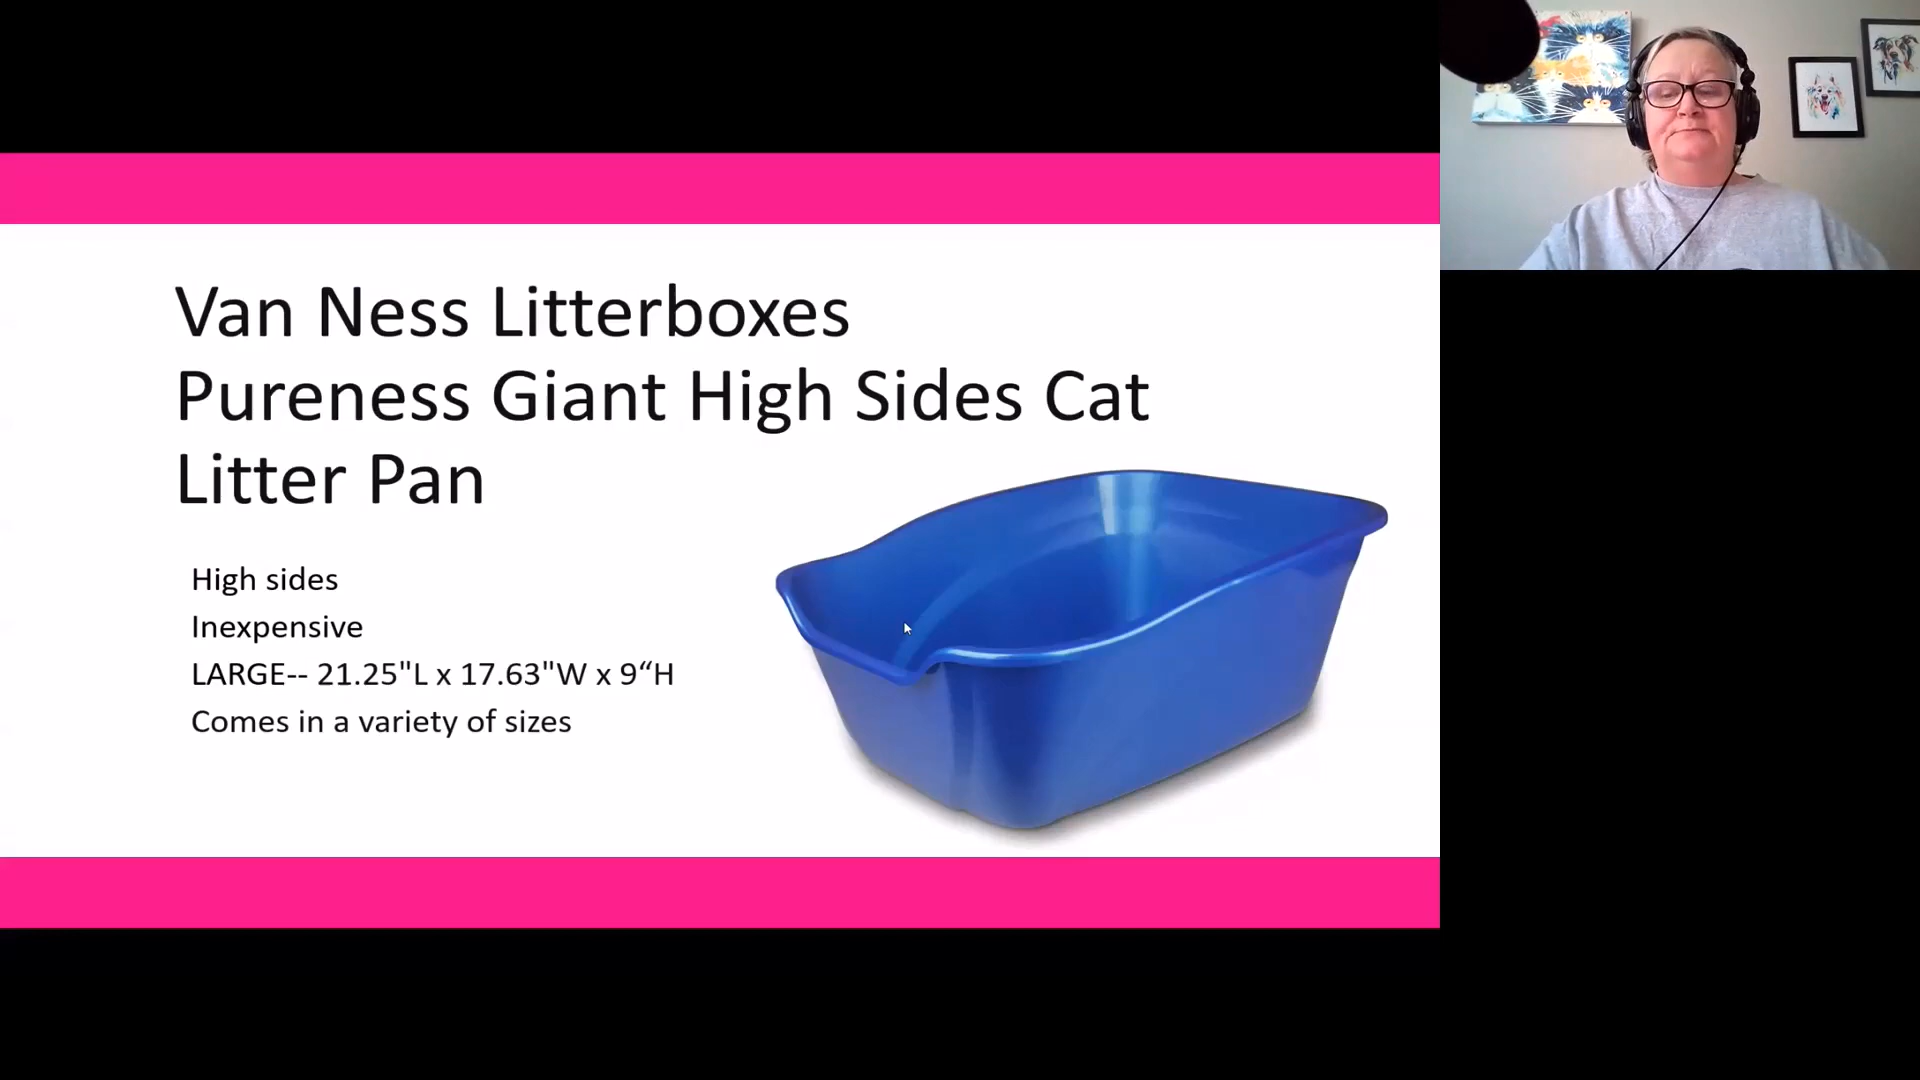 Van Ness Litterboxes
Pureness Giant High Sides Cat
Litter Pan
High sides
Inexpensive
LARGE-- 21.25"L x 17.63"W x 9“H
Comes in a variety of sizes